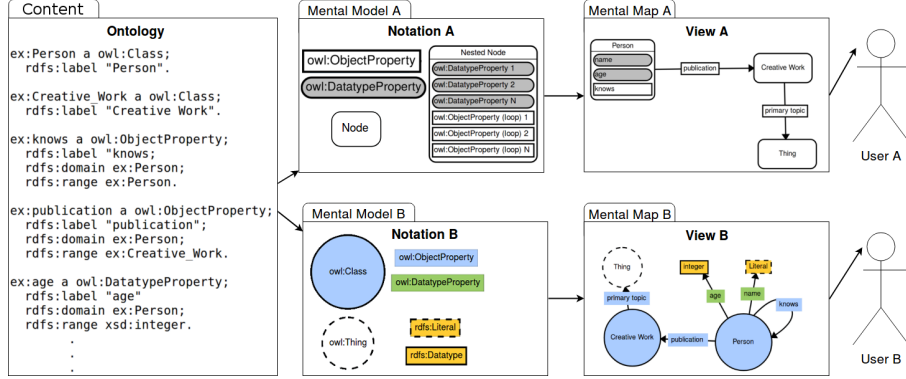 Content
Ontology
ex:Person a owl:Class;
rdfs:label "Person".
ex:Creative_Work a owl:Class;
rdfs:label "Creative Work".
ex:knows a owl:ObjectProperty;
rdfs:label "knows;
rdfs:domain ex:Person;
rdfs:range ex:Person.
ex:publication a owl:ObjectProperty;
rdfs:label "publication";
rdfs:domain ex:Person;
rdfs:range ex:Creative_Work.
ex:age a owl:DatatypeProperty;
rdfs:label "age"
rdfs:domain ex:Person;
rdfs:range xsd:integer.
.
.
.
Mental Model A
Notation A
owl:ObjectProperty
owl:DatatypeProperty
Node
Nested Node
owl:DatatypeProperty 1
owl:DatatypeProperty 2
owl:DatatypeProperty N
owl:ObjectProperty (loop) 1
owl:ObjectProperty (loop) 2
owl:ObjectProperty (loop) N
Mental Map A
View A
Person
name
age
knows
publication
Creative Work
primary topic
Thing
User A
Mental Model B
Notation B
owl:Class
owl:ObjectProperty
owl:DatatypeProperty
owl:Thing
rdfs:Literal
rdfs:Datatype
Mental Map B
View B
Thing
integer
Literal
primary topic
age
name
knows
Creative Work
publication
Person
User B